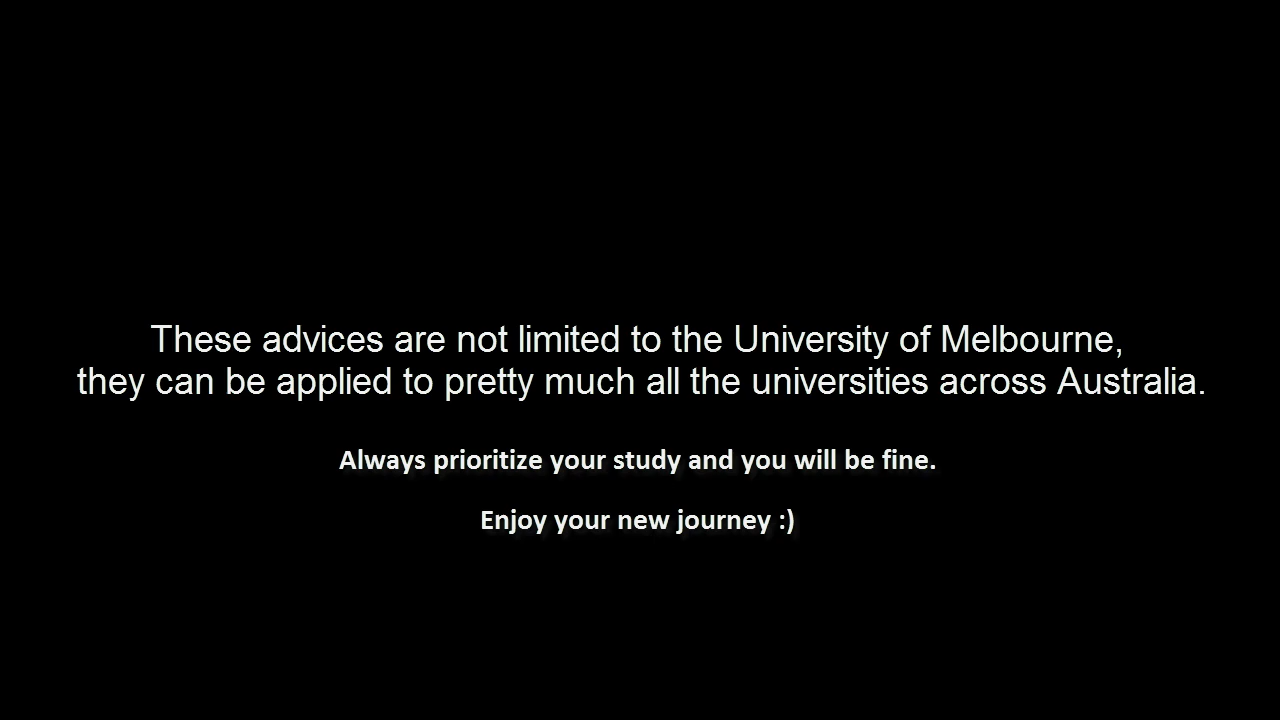 These advices are not limited to the University of Melbourne,
they can be applied to pretty much all the universities across Australia.
Always prioritize your study and you will be fine.
Enjoy your new journey :)